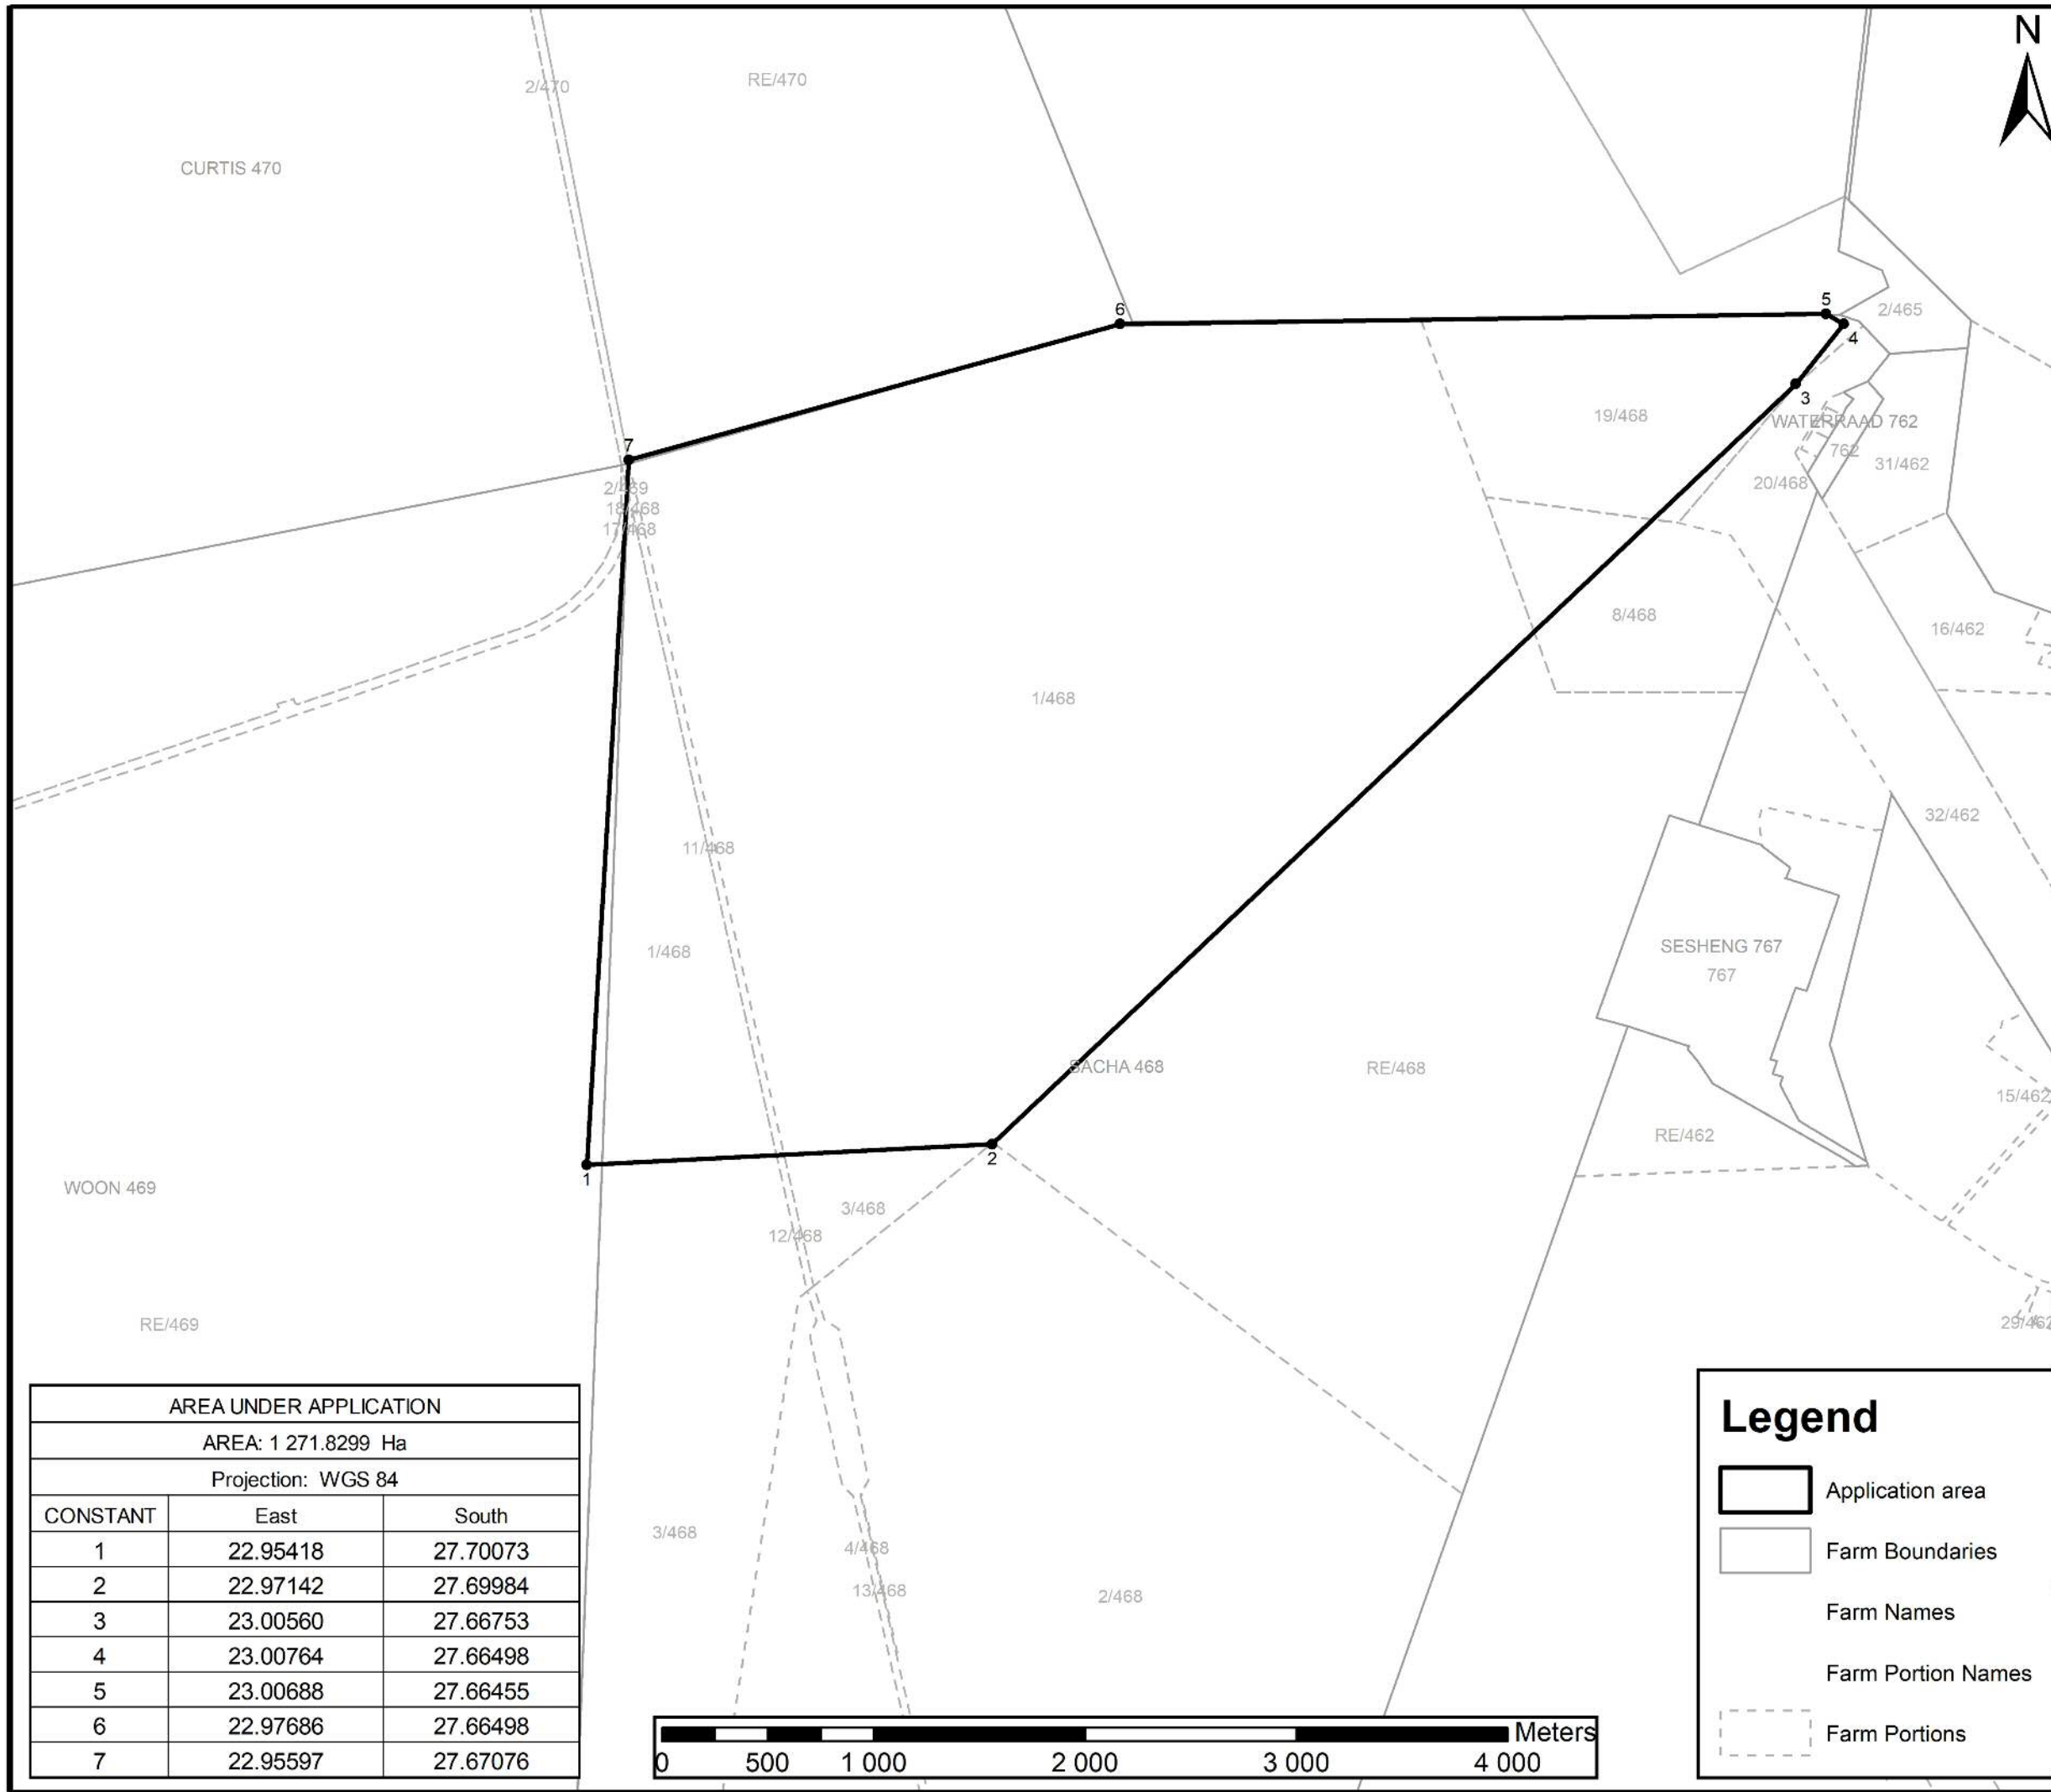 N
2/470
RE/470
CURTIS 470
6
5
2/465
4
3
19/468
WATERRAAD 762
762
31/462
20/468
7
2/469
18/468
17/468
8/468
16/462
1/468
32/462
11/468
1/468
SESHENG 767
767
SACHA 468
RE/468
15/462
RE/462
2
1
WOON 469
3/468
12/468
RE/469
3/468
4/468
13/468
2/468
AREA UNDER APPLICATION
AREA: 1 271.8299 Ha
Projection: WGS 84
CONSTANT East South
1 22.95418 27.70073
2 22.97142 27.69984
3 23.00560 27.66753
4 23.00764 27.66498
5 23.00688 27.66455
6 22.97686 27.66498
7 22.95597 27.67076
Meters
0 500 1 000 2 000 3 000 4 000
Legend
Application area
Farm Boundaries
Farm Names
Farm Portion Names
Farm Portions